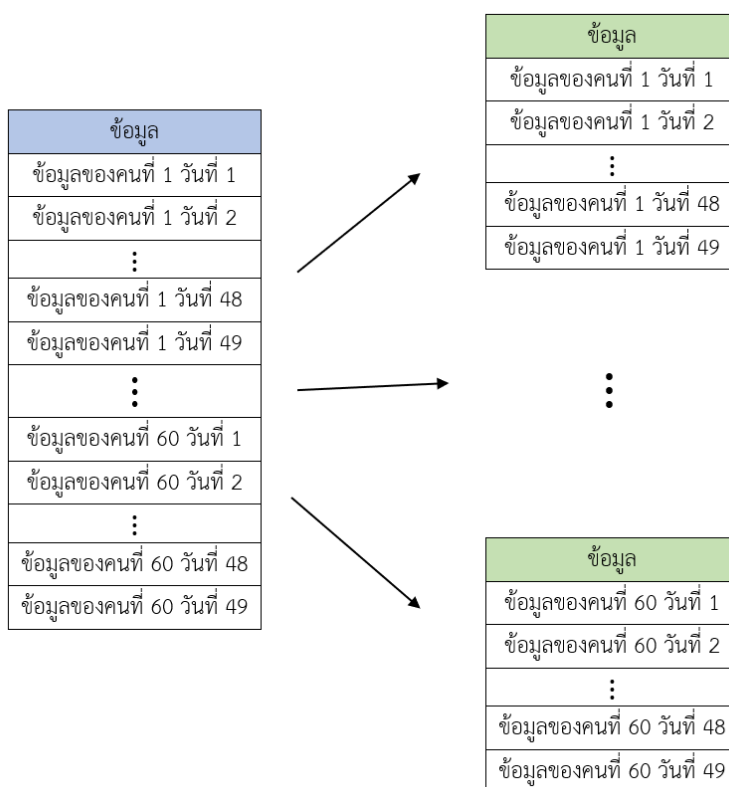 ข้อมูล
ข้อมูลของคนที่ 1 วันที่ 1
ข้อมูลของคนที่ 1 วันที่ 2
⋮
ข้อมูลของคนที่ 1 วันที่ 48
ข้อมูลของคนที่ 1 วันที่ 49
⋮
ข้อมูลของคนที่ 60 วันที่ 1
ข้อมูลของคนที่ 60 วันที่ 2
⋮
ข้อมูลของคนที่ 60 วันที่ 48
ข้อมูลของคนที่ 60 วันที่ 49
ข้อมูล
ข้อมูลของคนที่ 1 วันที่ 1
ข้อมูลของคนที่ 1 วันที่ 2
⋮
ข้อมูลของคนที่ 1 วันที่ 48
ข้อมูลของคนที่ 1 วันที่ 49
⋮
ข้อมูล
ข้อมูลของคนที่ 60 วันที่ 1
ข้อมูลของคนที่ 60 วันที่ 2
⋮
ข้อมูลของคนที่ 60 วันที่ 48
ข้อมูลของคนที่ 60 วันที่ 49